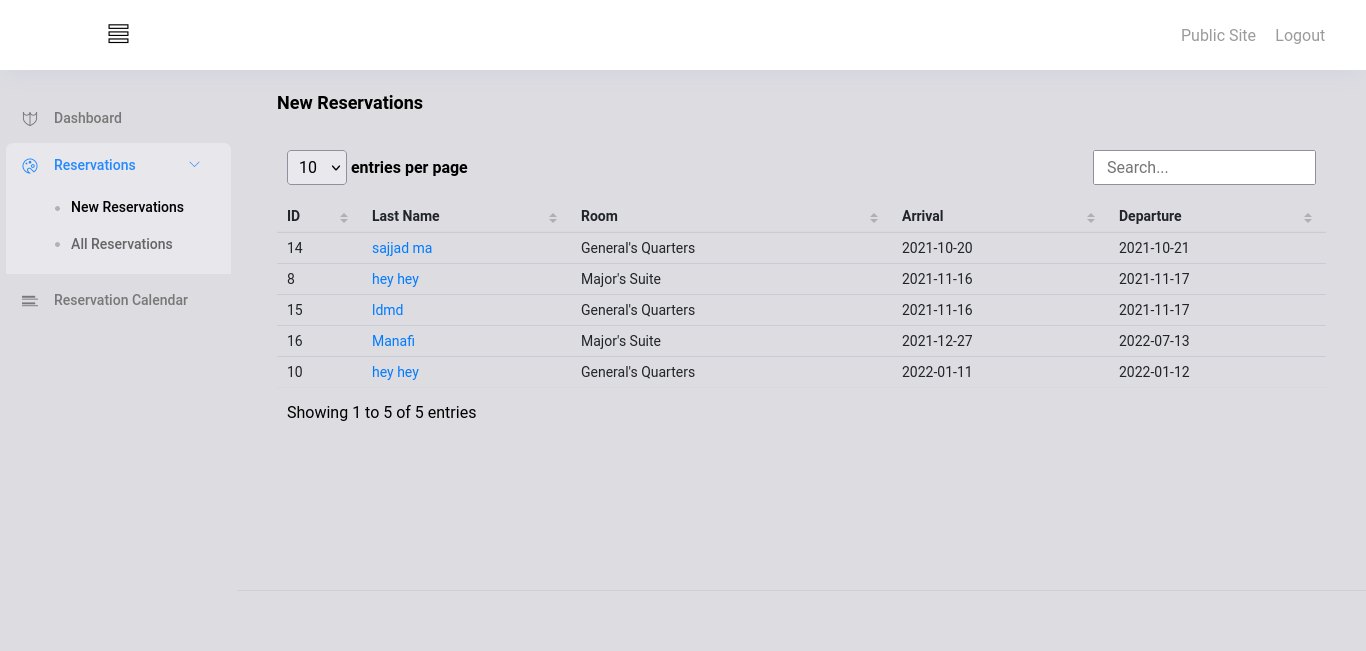 Public Site Logout
New Reservations
Dashboard
Reservations
New Reservations
All Reservations
Reservation Calendar
10 entries per page Search...
ID Last Name Room Arrival Departure
14 sajjad ma General's Quarters 2021-10-20 2021-10-21
8 hey hey Major's Suite 2021-11-16 2021-11-17
15 ldmd General's Quarters 2021-11-16 2021-11-17
16 Manafi Major's Suite 2021-12-27 2022-07-13
10 hey hey General's Quarters 2022-01-11 2022-01-12
Showing 1 to 5 of 5 entries